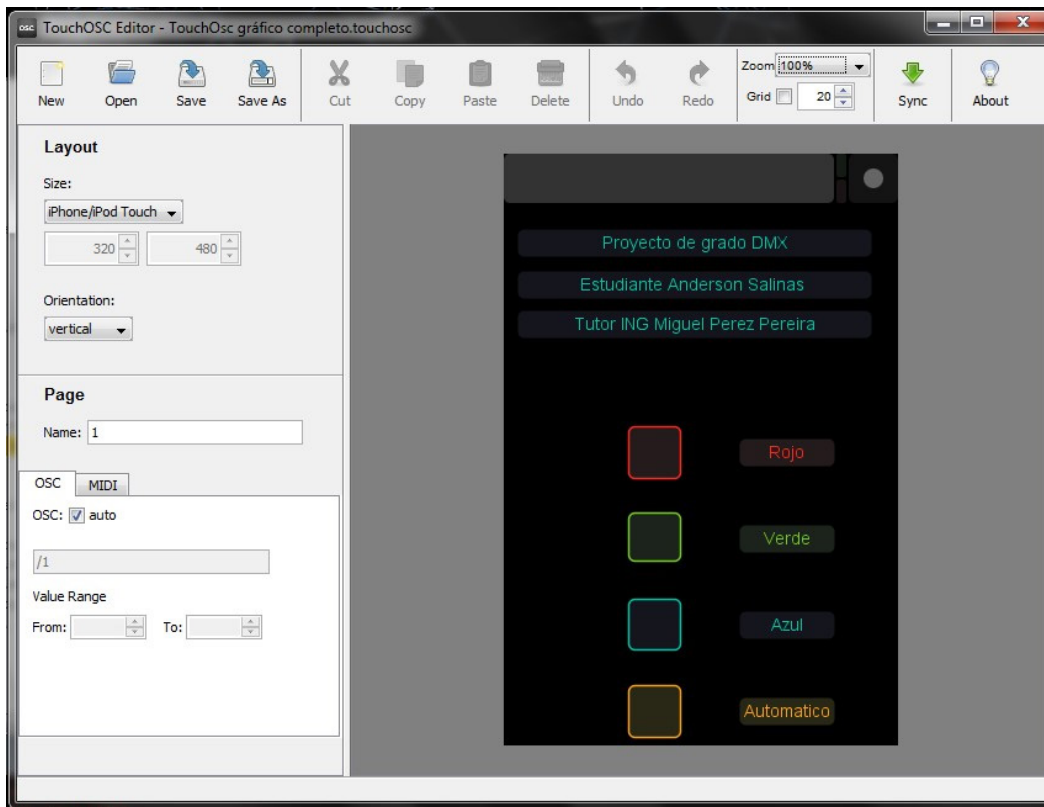 osc TouchOSC Editor - TouchOsc gráfico completo.touchosc
New Open Save Save As Cut Copy Paste Delete Undo Redo Zoom 100% Grid 20 Sync About
Layout
Size:
iPhone/iPod Touch
320 480
Orientation:
vertical
Page
Name: 1
OSC MIDI
OSC: auto
/1
Value Range
From: To:
Proyecto de grado DMX
Estudiante Anderson Salinas
Tutor ING Miguel Perez Pereira
Rojo
Verde
Azul
Automatico